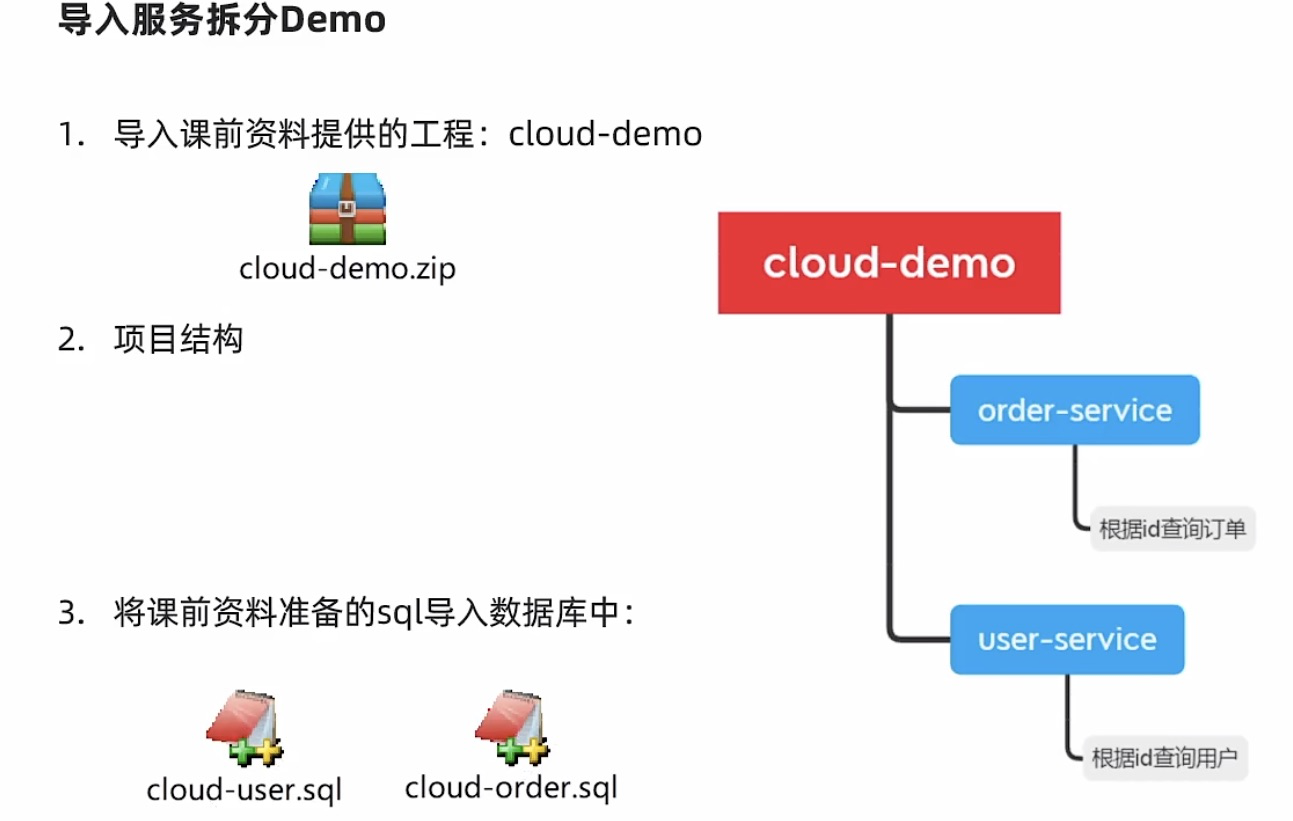 导入服务拆分Demo
1. 导入课前资料提供的工程：cloud-demo
cloud-demo.zip
2. 项目结构
cloud-demo
order-service
根据id查询订单
user-service
根据id查询用户
3. 将课前资料准备的sql导入数据库中：
cloud-user.sql
cloud-order.sql